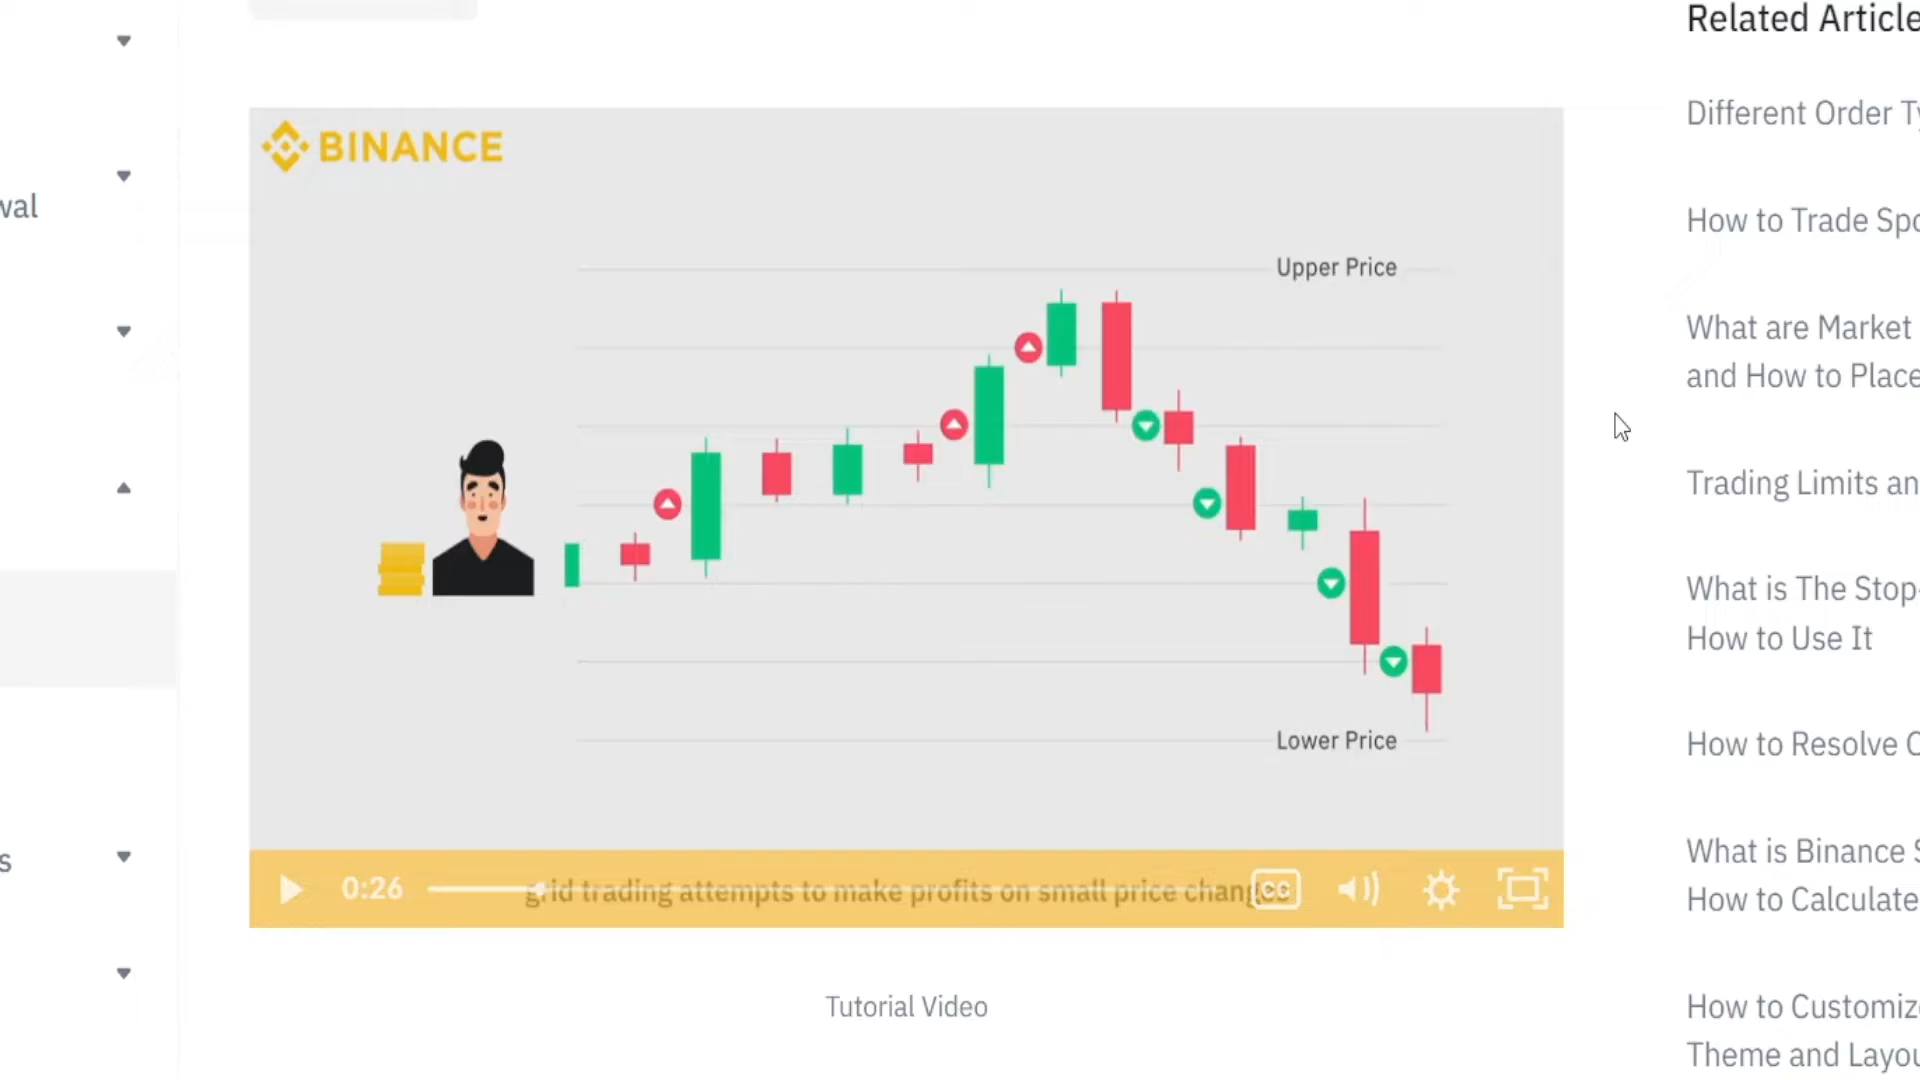 Related Article
Different Order Ty
wal
How to Trade Spo
BINANCE
Upper Price
What are Market
and How to Place
Trading Limits an
What is The Stop-
How to Use It
Lower Price
How to Resolve
s
What is Binance S
How to Calculate
0:26
grid trading attempts to make profits on small price changes
CC
Tutorial Video
How to Customize
Theme and Layou